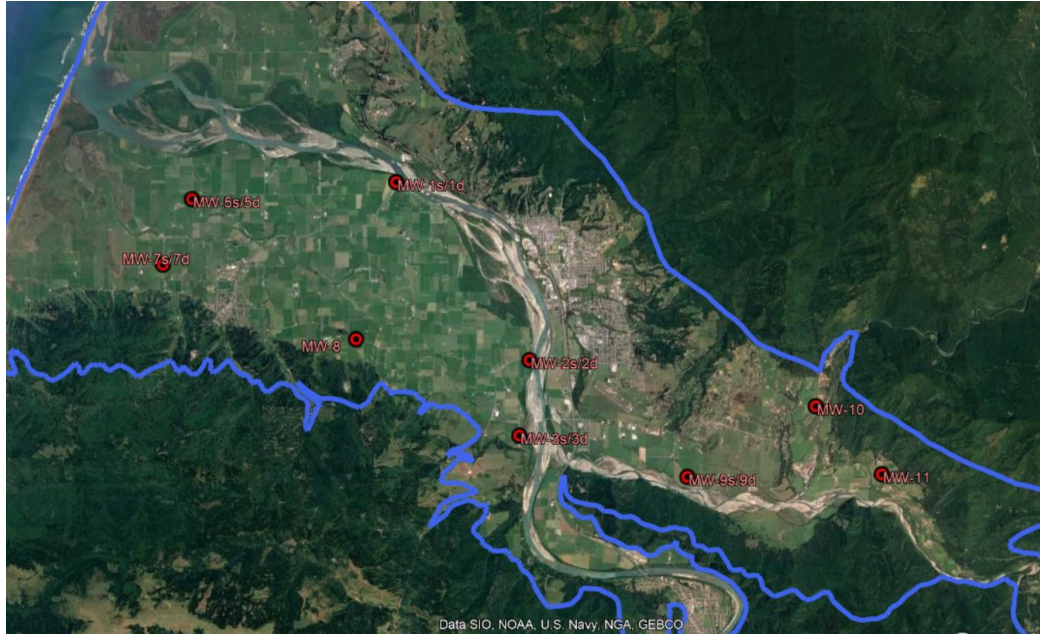 MW-1s/1d
MW-5s/5d
MW-7s/7d
MW-8
MW-2s/2d
MW-10
MW-3s/3d
MW-11
MW-9s/9d
Data SIO, NOAA, U.S. Navy, NGA, GEBCO